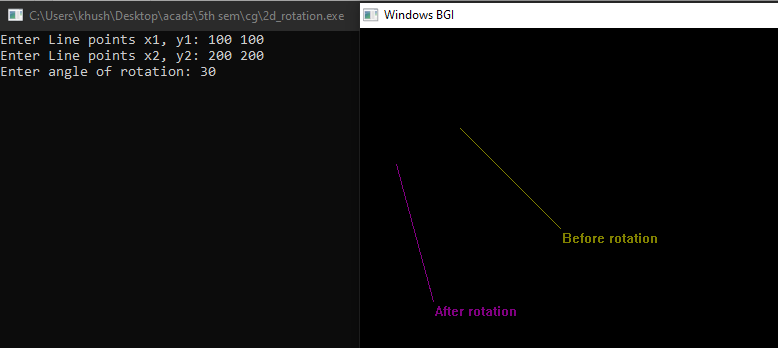 C:\Users\khush\Desktop\acads\5th sem\cg\2d_rotation.exe
Enter Line points x1, y1: 100 100
Enter Line points x2, y2: 200 200
Enter angle of rotation: 30
Windows BGI
Before rotation
After rotation